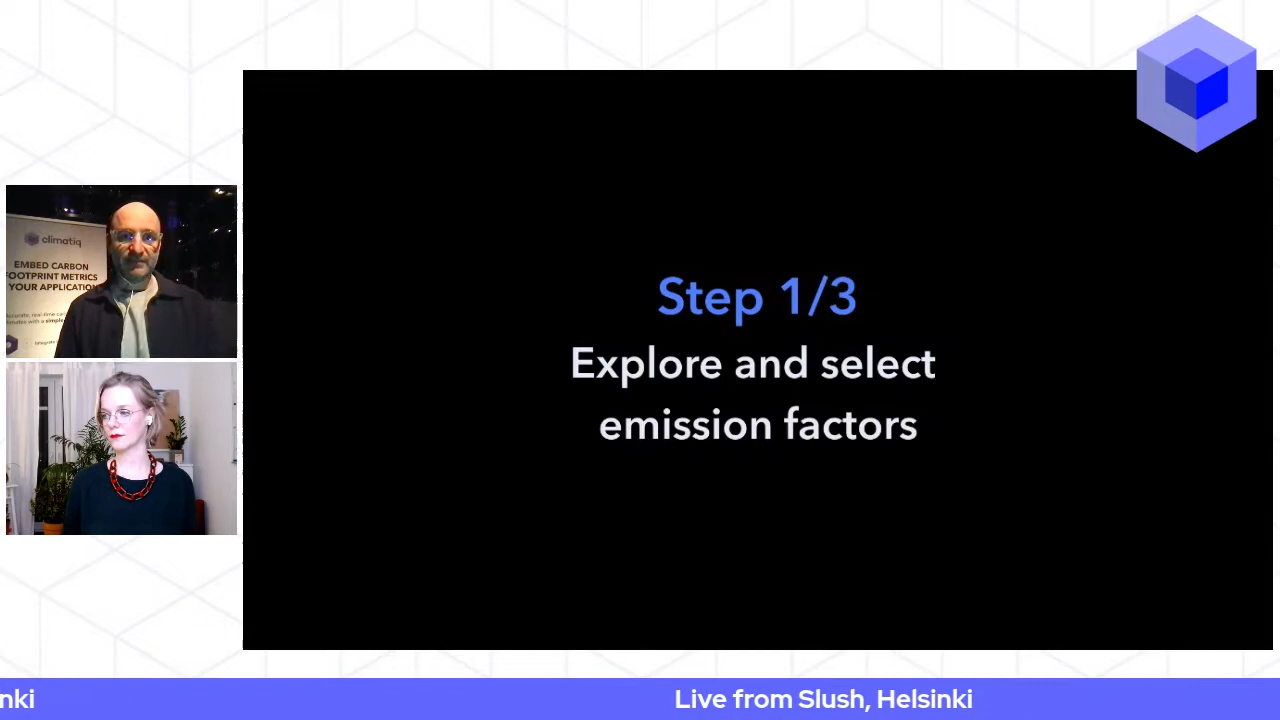 climatiq
EMBED CARBON
FOOTPRINT METRICS
YOUR APPLICATION
Step 1/3
Explore and select
emission factors
nki
Live from Slush, Helsinki